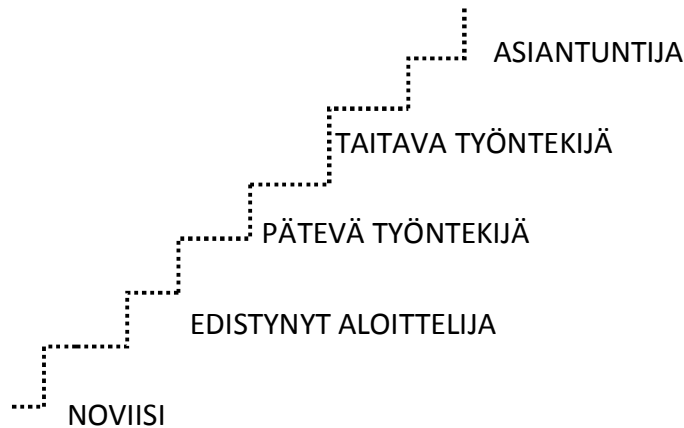 ASIANTUNTIJA
TAITAVA TYÖNTEKIJÄ
PÄTEVÄ TYÖNTEKIJÄ
EDISTYNYT ALOITTELIJA
NOVIISI